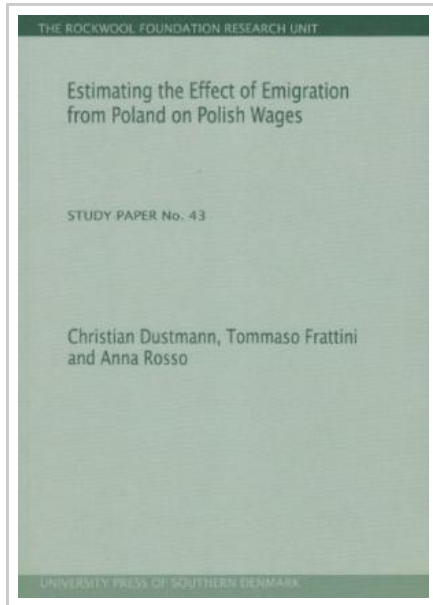 THE ROCKWOOL FOUNDATION RESEARCH UNIT
Estimating the Effect of Emigration
from Poland on Polish Wages
STUDY PAPER No. 43
Christian Dustmann, Tommaso Frattini
and Anna Rosso
UNIVERSITY PRESS OF SOUTHERN DENMARK